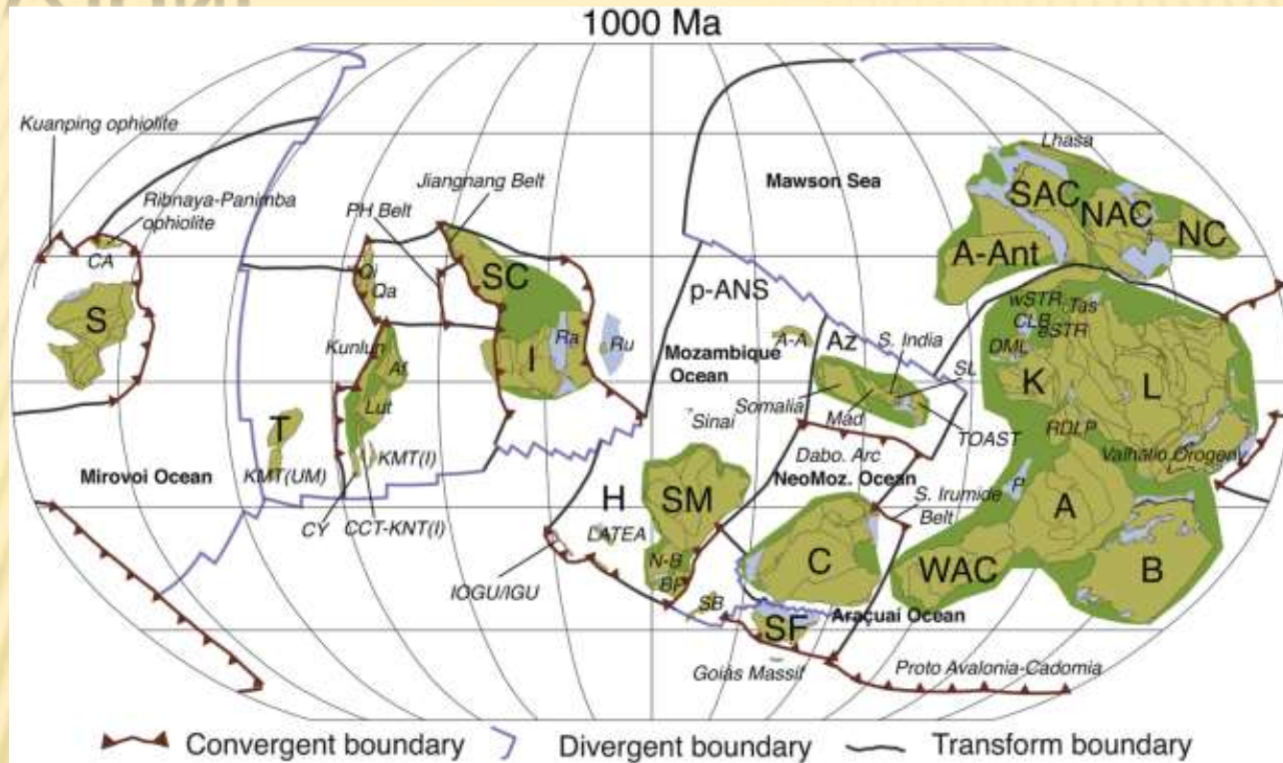 1000 Ma
Kuanping ophiolite
Ribnaya-Panimba
ophiolite
CA
S
Mirovoi Ocean
Jiangnang Belt
PH Belt
Qi
Qa
SC
Kunlun
Af
Lut
I
Ra
Ru
T
KMT(UM)
KMT(I)
CY
CCT-KNT(I)
IOGU/IGU
H
LATEA
SM
N-B
BP
SB
Sinai
Mawson Sea
p-ANS
Mozambique
Ocean
A-A
Az
S. India
SL
Somalia
Mad
TOAST
Dabo. Arc
NeoMoz. Ocean
S. Irumide
Belt
C
SF
Araçuai Ocean
Goiás Massif
Proto Avalonia-Cadomia
Lhasa
SAC
NAC
NC
A-Ant
wSTR
Tas
CLB
eSTR
DML
K
L
RDLP
Valhalla Orogeny
P
A
WAC
B
Convergent boundary
Divergent boundary
Transform boundary